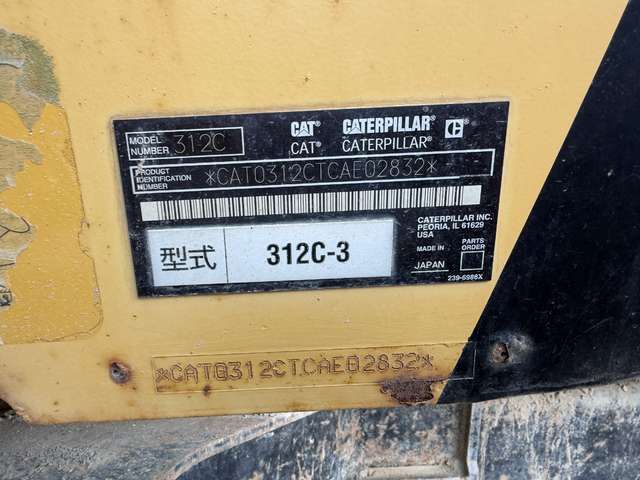 MODEL NUMBER 312C
CAT® CATERPILLAR® C®
CAT® CATERPILLAR®
PRODUCT IDENTIFICATION NUMBER *CAT0312CTCAE02832*
CATERPILLAR INC.
PEORIA, IL 61629
USA
型式 312C-3
MADE IN JAPAN
PARTS ORDER
239-5986X
*CAT0312CTCAE02832*